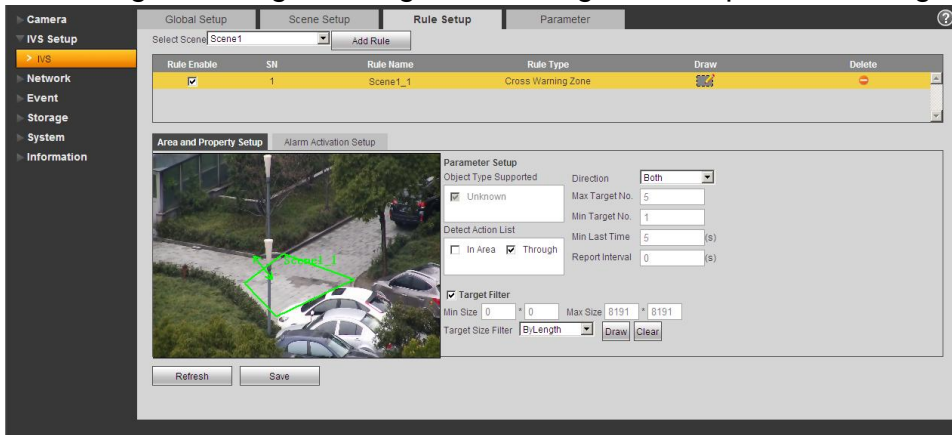 Camera
IVS Setup
> IVS
Network
Event
Storage
System
Information
Global Setup Scene Setup Rule Setup Parameter
Select Scene Scene1 Add Rule
Rule Enable SN Rule Name Rule Type Draw Delete
1 Scene1_1 Cross Warning Zone
Area and Property Setup Alarm Activation Setup
Scene1_1
Parameter Setup
Object Type Supported
Unknown
Detect Action List
In Area Through
Direction Both
Max Target No. 5
Min Target No. 1
Min Last Time 5 (s)
Report Interval 0 (s)
Target Filter
Min Size 0 * 0 Max Size 8191 * 8191
Target Size Filter ByLength Draw Clear
Refresh Save